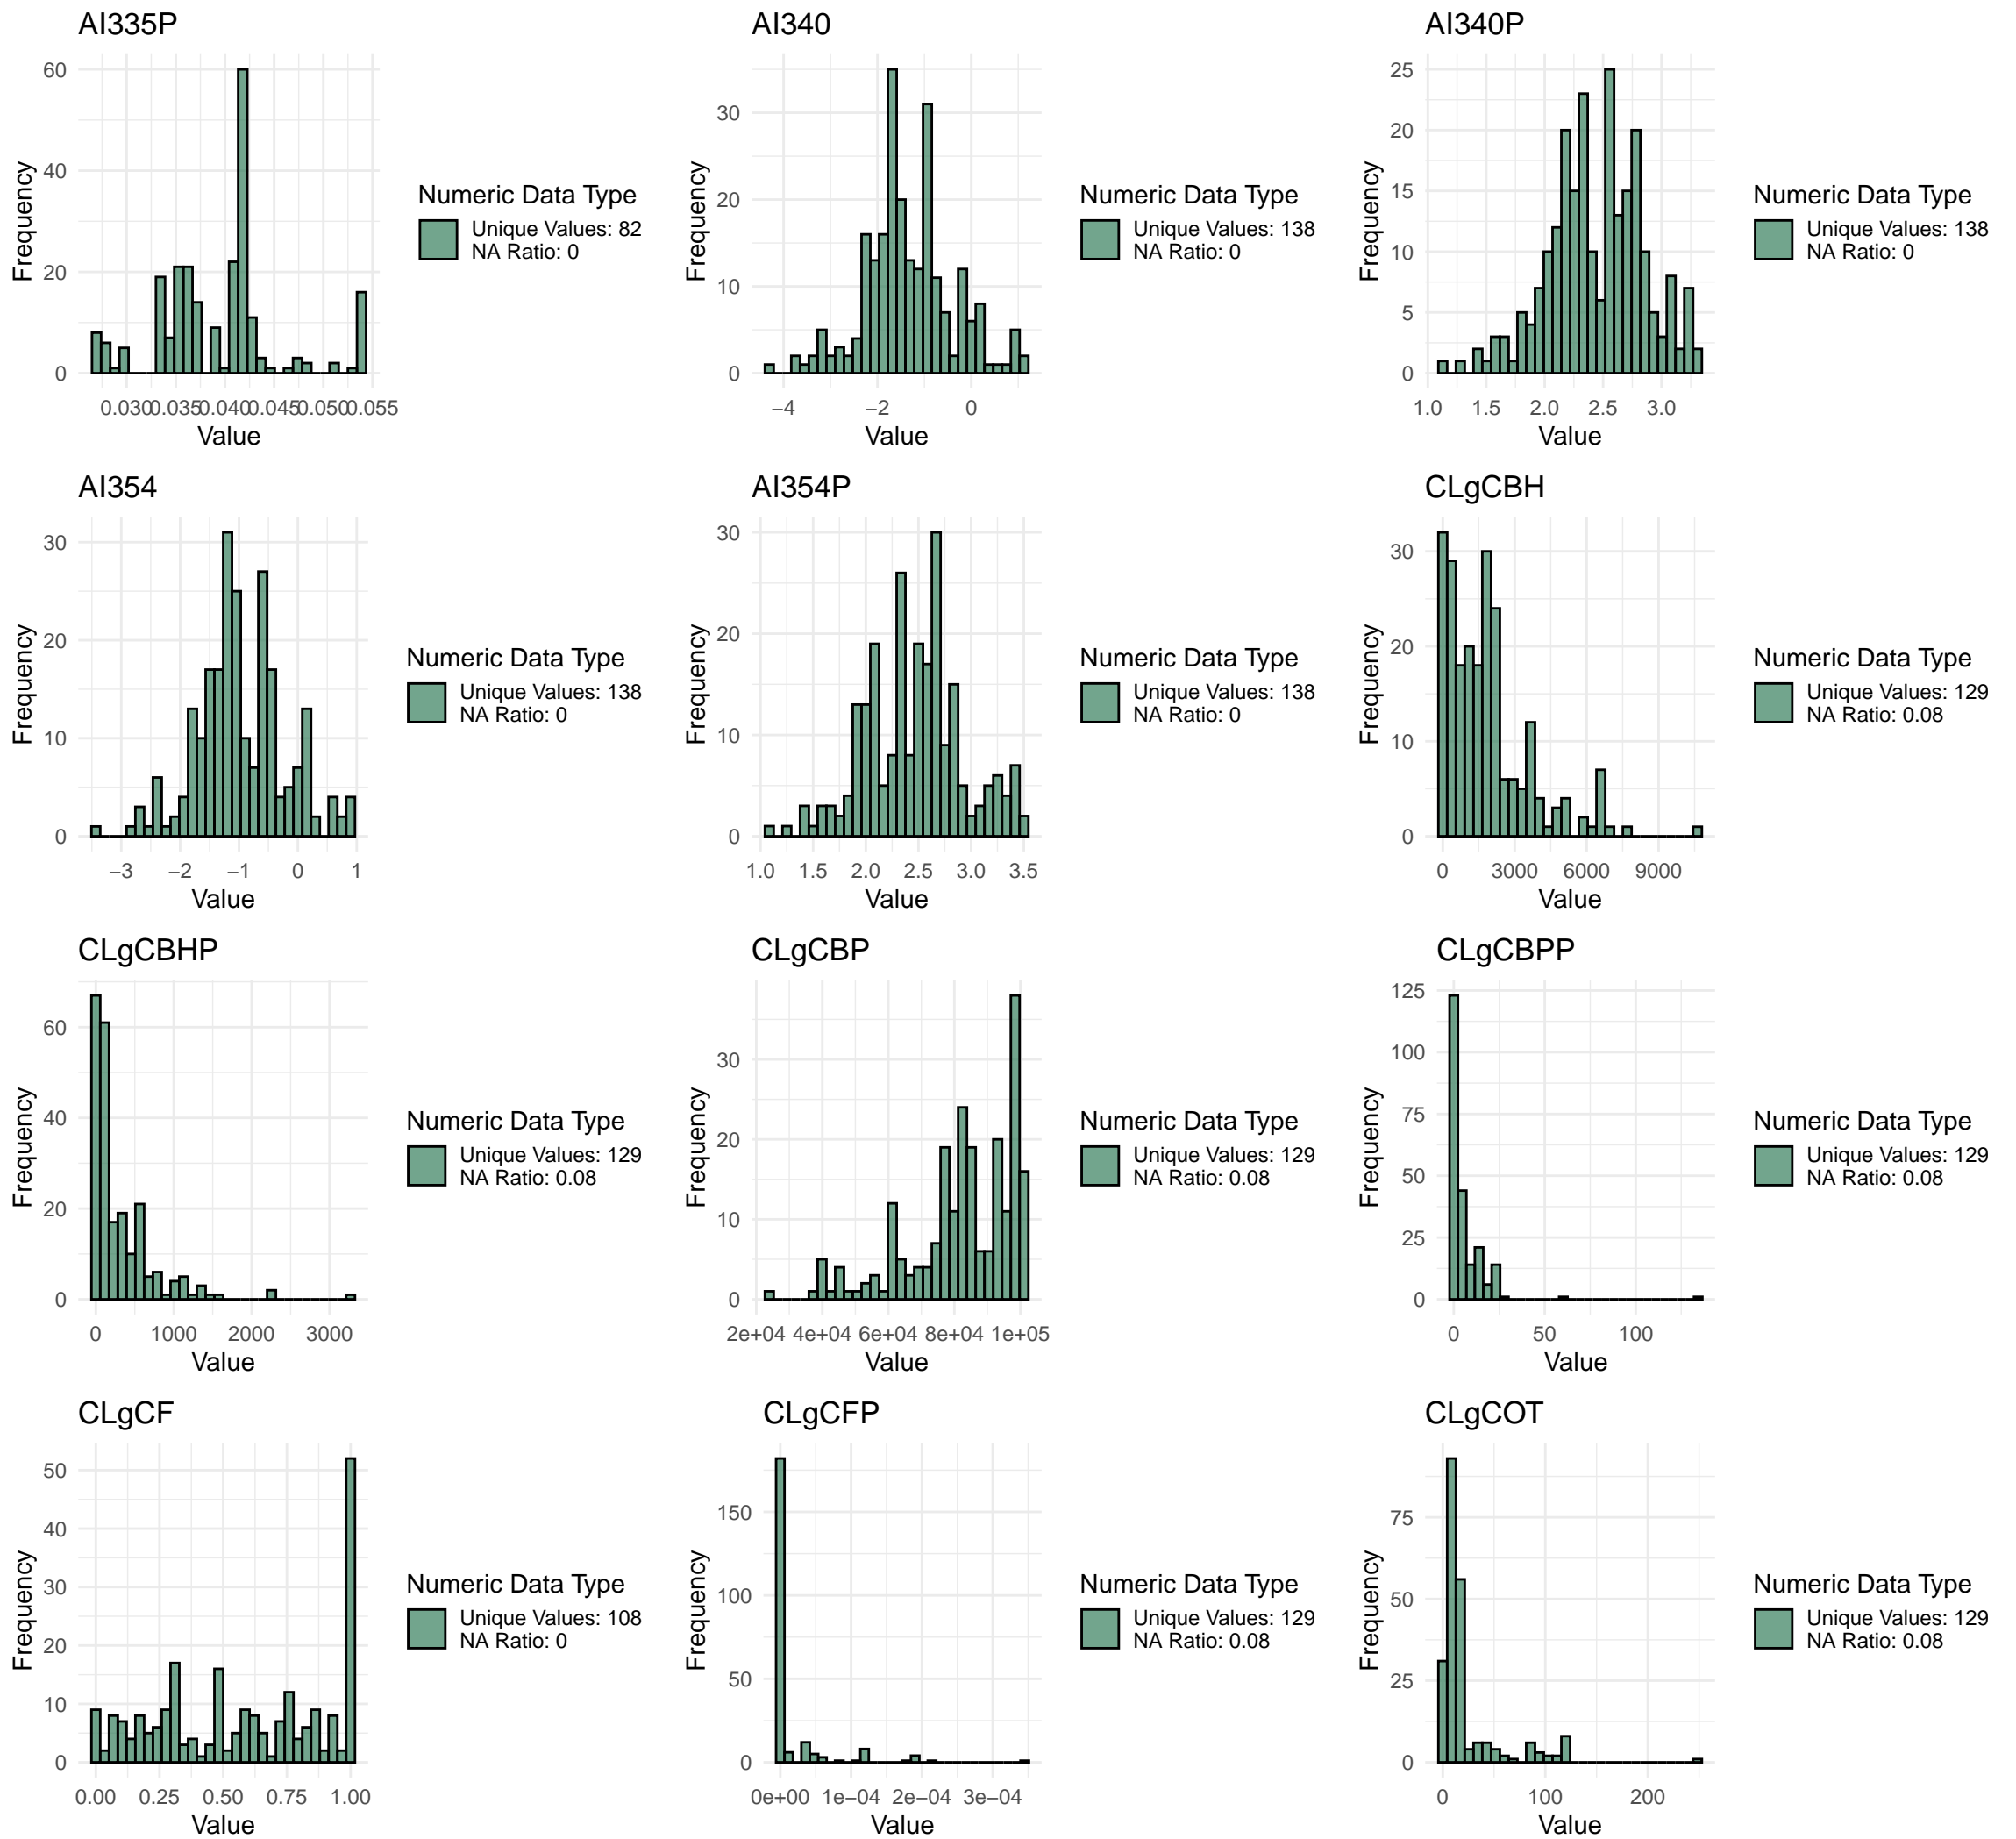 AI335P
Frequency
60
40
20
0
0.030 0.035 0.040 0.045 0.050 0.055
Value
Numeric Data Type
Unique Values: 82
NA Ratio: 0
AI340
Frequency
30
20
10
0
−4 −2 0
Value
Numeric Data Type
Unique Values: 138
NA Ratio: 0
AI340P
Frequency
25
20
15
10
5
0
1.0 1.5 2.0 2.5 3.0
Value
Numeric Data Type
Unique Values: 138
NA Ratio: 0
AI354
Frequency
30
20
10
0
−3 −2 −1 0 1
Value
Numeric Data Type
Unique Values: 138
NA Ratio: 0
AI354P
Frequency
30
20
10
0
1.0 1.5 2.0 2.5 3.0 3.5
Value
Numeric Data Type
Unique Values: 138
NA Ratio: 0
CLgCBH
Frequency
30
20
10
0
0 3000 6000 9000
Value
Numeric Data Type
Unique Values: 129
NA Ratio: 0.08
CLgCBHP
Frequency
60
40
20
0
0 1000 2000 3000
Value
Numeric Data Type
Unique Values: 129
NA Ratio: 0.08
CLgCBP
Frequency
30
20
10
0
2e+04 4e+04 6e+04 8e+04 1e+05
Value
Numeric Data Type
Unique Values: 129
NA Ratio: 0.08
CLgCBPP
Frequency
125
100
75
50
25
0
0 50 100
Value
Numeric Data Type
Unique Values: 129
NA Ratio: 0.08
CLgCF
Frequency
50
40
30
20
10
0
0.00 0.25 0.50 0.75 1.00
Value
Numeric Data Type
Unique Values: 108
NA Ratio: 0
CLgCFP
Frequency
150
100
50
0
0e+00 1e−04 2e−04 3e−04
Value
Numeric Data Type
Unique Values: 129
NA Ratio: 0.08
CLgCOT
Frequency
75
50
25
0
0 100 200
Value
Numeric Data Type
Unique Values: 129
NA Ratio: 0.08